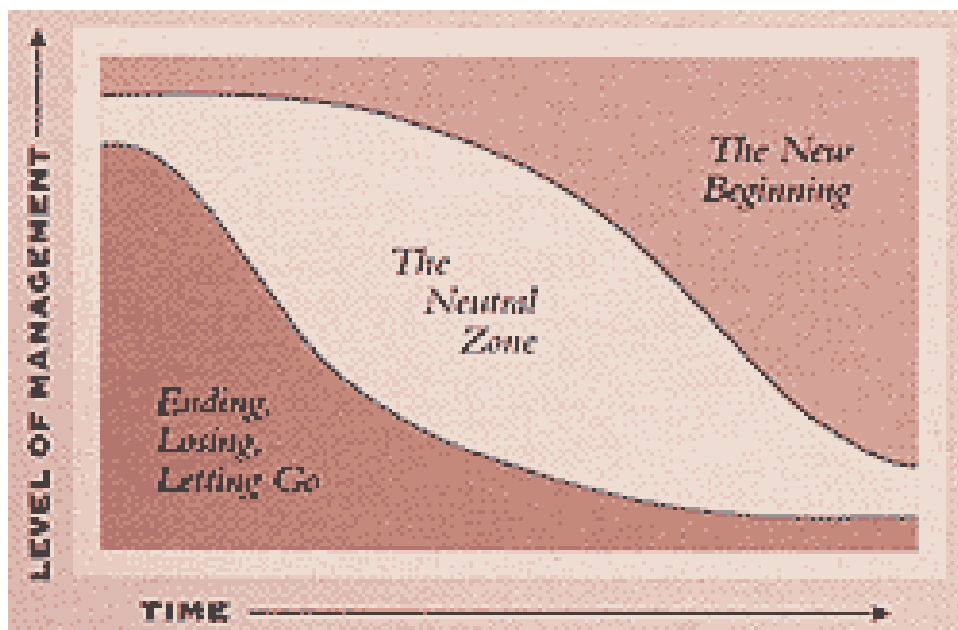 LEVEL OF MANAGEMENT
The New
Beginning
The
Neutral
Zone
Ending,
Losing,
Letting Go
TIME